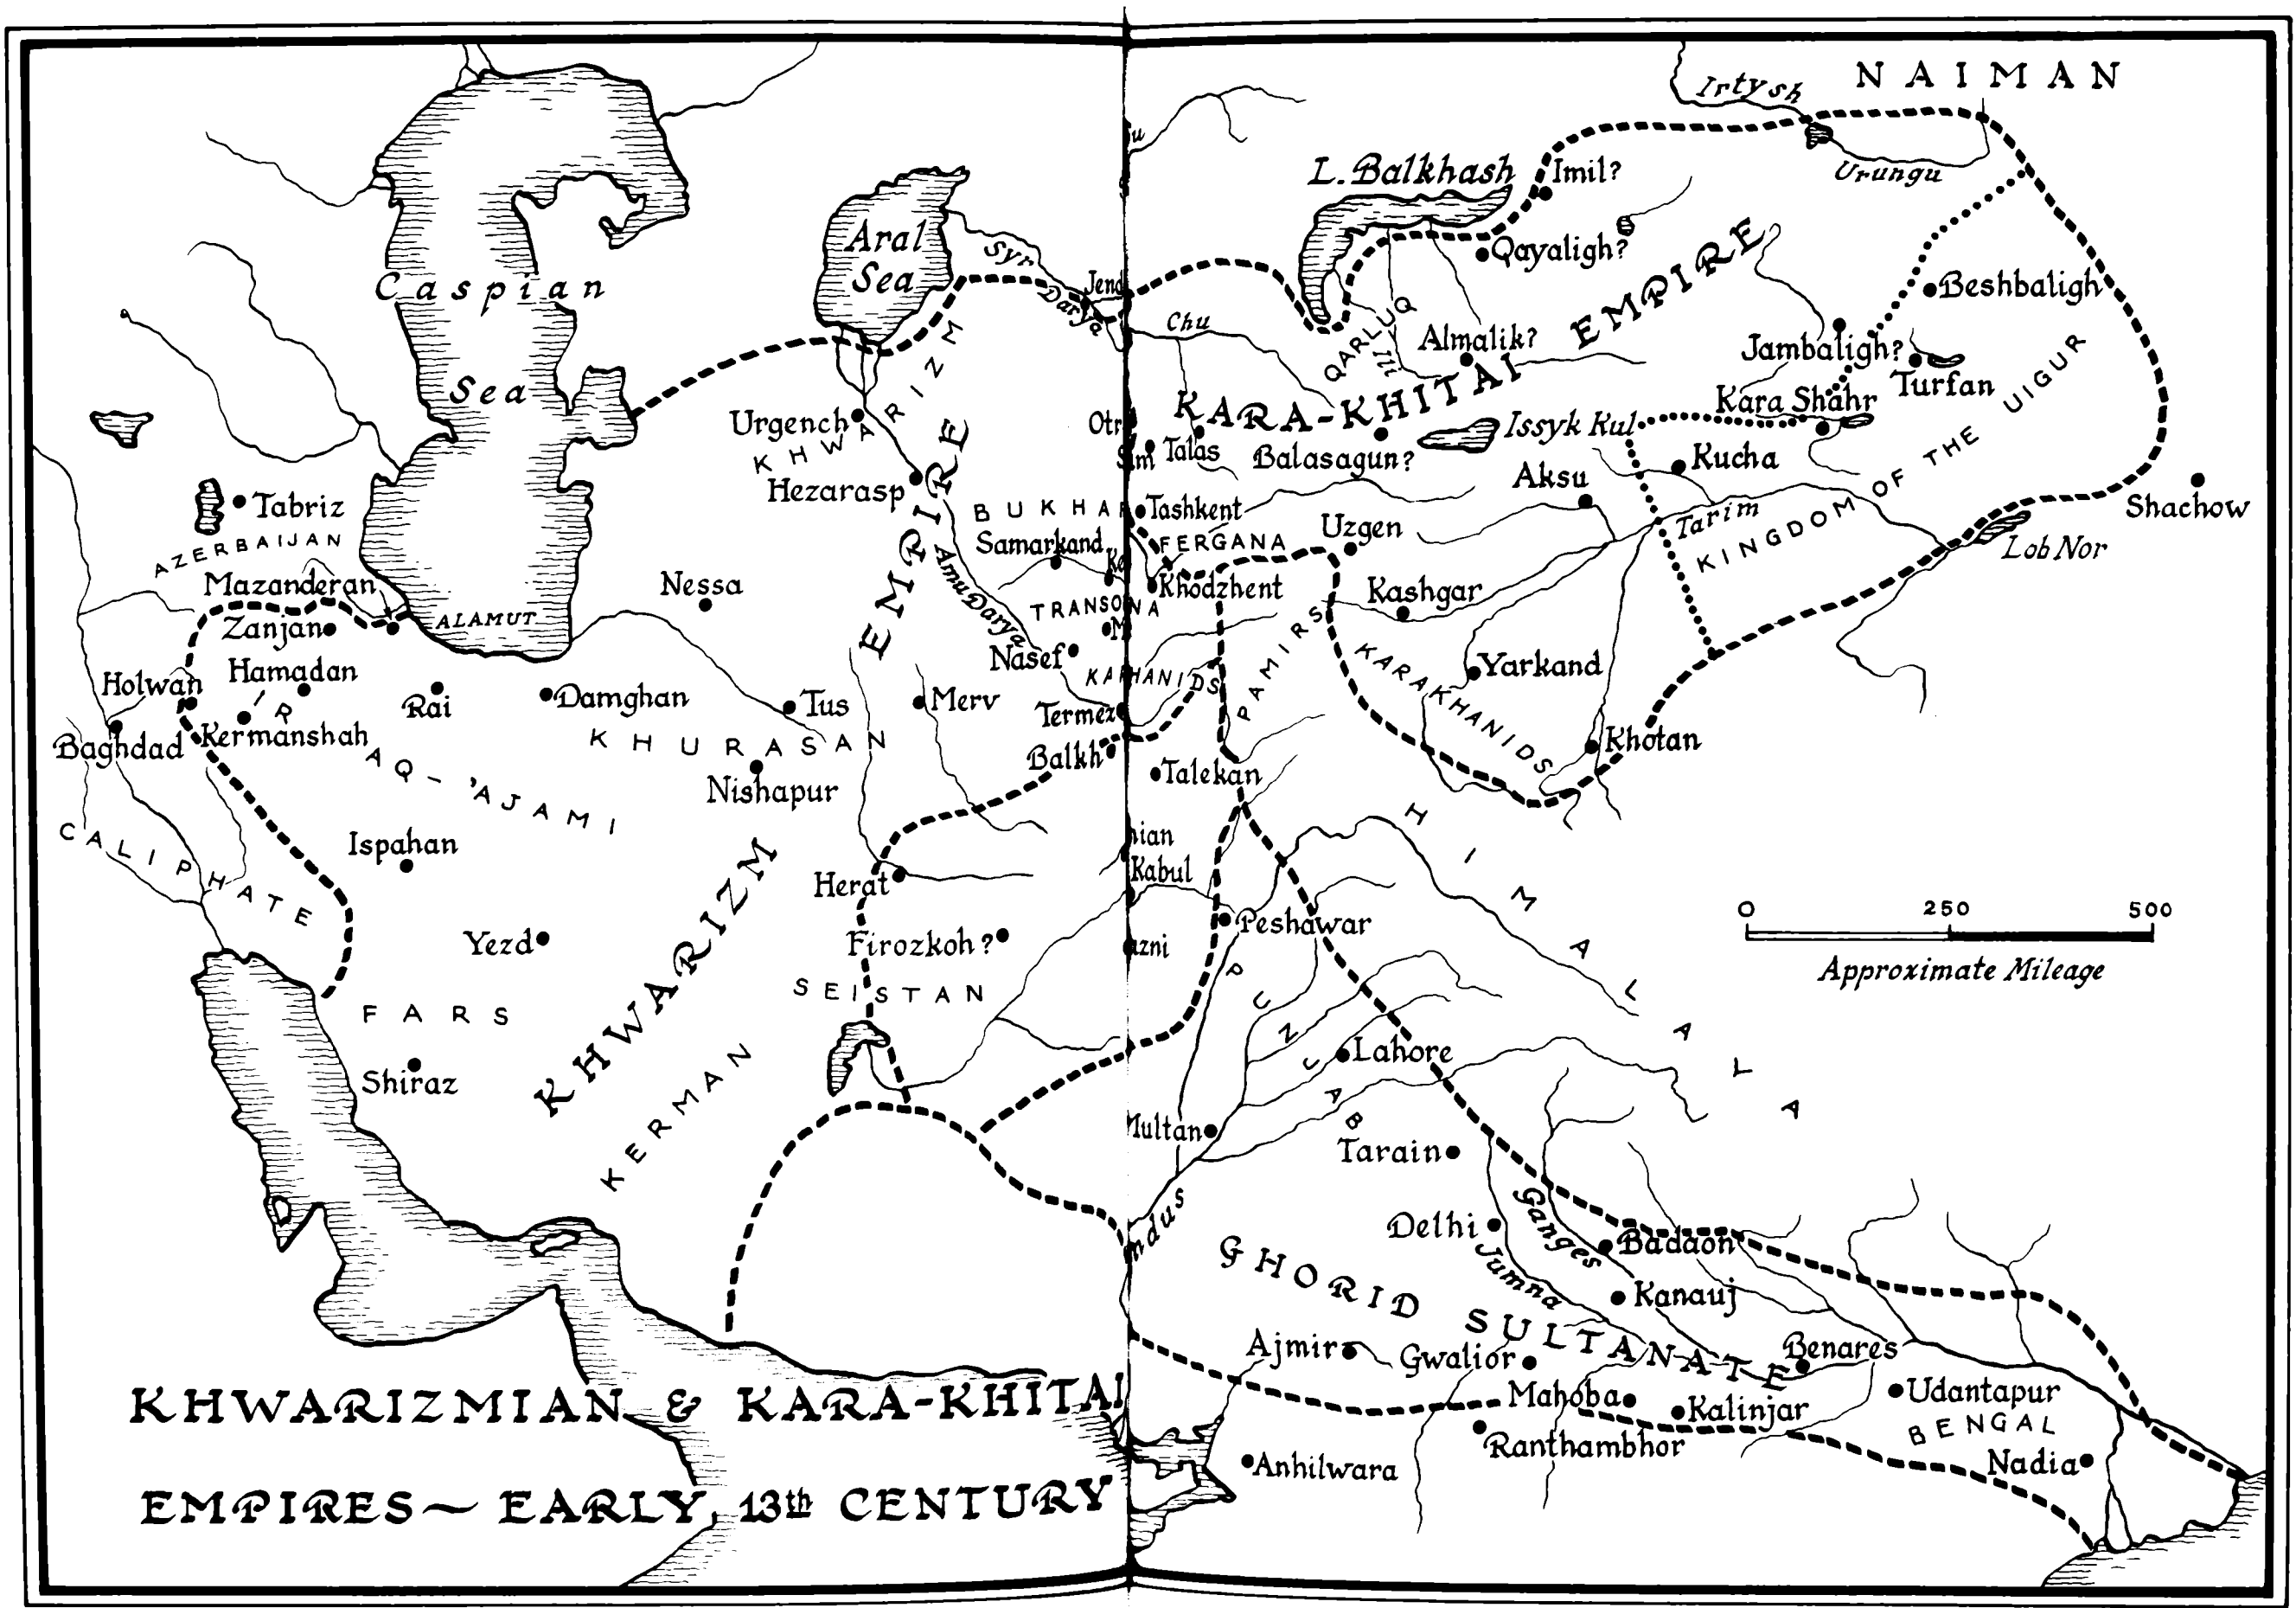 NAIMAN
Irtysh
Urungu
L. Balkhash
Imil?
Qayaligh?
Aral
Sea
Syr
Darya
Jend
Chu
Caspian
Sea
QARLUQ
Ili
Almalik?
KARA-KHITAI EMPIRE
Beshbaligh
Jambaligh?
Turfan
Kara Shahr
KINGDOM OF THE UIGUR
Urgench
KHWARIZM
Hezarasp
Talas
Balasagun?
Issyk Kul
Kucha
Aksu
Tarim
Shachow
Lob Nor
Tabriz
AZERBAIJAN
Mazanderan
Zanjan
ALAMUT
Nessa
Amu Darya
Samarkand
Tashkent
FERGANA
Uzgen
Khodzhent
Kashgar
Nasef
PAMIRS
KARAKHANIDS
Yarkand
Khotan
Holwan
Hamadan
Baghdad
Kermanshah
IRAQ-'AJAMI
Rai
Damghan
Tus
Merv
KHURASAN
Nishapur
Termez
Balkh
Talekan
CALIPHATE
Ispahan
Yezd
Herat
Firozkoh?
Kabul
Peshawar
HIMALAYA
0 250 500
Approximate Mileage
KHWARIZM EMPIRE
FARS
Shiraz
KERMAN
SEISTAN
PUNJAB
Lahore
Multan
Tarain
Delhi
Jumna
Ganges
Badaon
Kanauj
GHORID SULTANATE
Ajmir
Gwalior
Benares
Mahoba
Kalinjar
Udantapur
BENGAL
Ranthambhor
Anhilwara
Nadia
KHWARIZMIAN & KARA-KHITAI
EMPIRES~EARLY 13th CENTURY